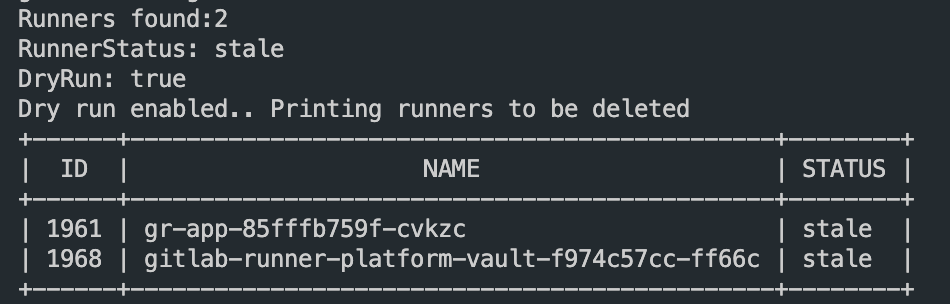 Runners found:2
RunnerStatus: stale
DryRun: true
Dry run enabled.. Printing runners to be deleted
+------+----------------------------------------------+--------+
|  ID  |                     NAME                     | STATUS |
+------+----------------------------------------------+--------+
| 1961 | gr-app-85fffb759f-cvkzc                      | stale  |
| 1968 | gitlab-runner-platform-vault-f974c57cc-ff66c | stale  |
+------+----------------------------------------------+--------+